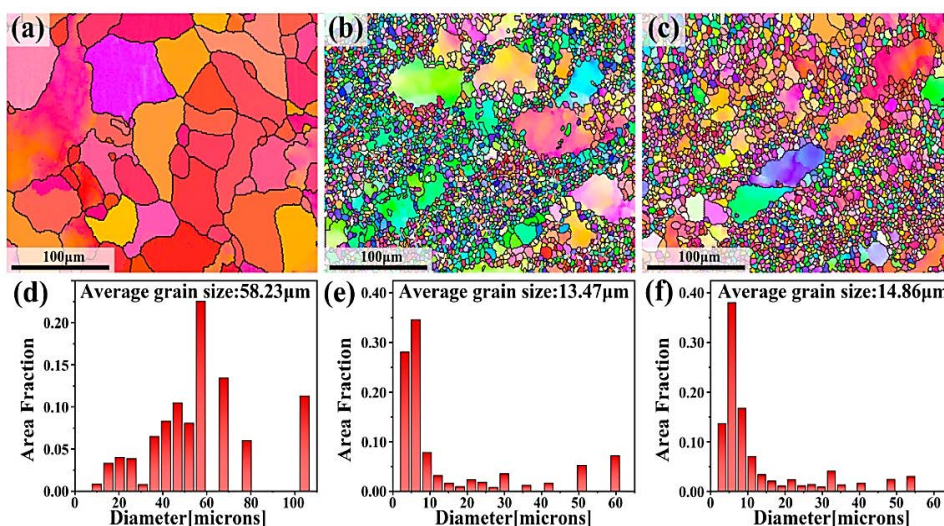 (a)
(b)
(c)
100μm
100μm
100μm
(d)
Average grain size:58.23μm
0.20
0.15
0.10
0.05
0.00
Area Fraction
0
20
40
60
80
100
Diameter[microns]
(e)
Average grain size:13.47μm
0.40
0.30
0.20
0.10
0.00
Area Fraction
0
10
20
30
40
50
60
Diameter[microns]
(f)
Average grain size:14.86μm
0.40
0.30
0.20
0.10
0.00
Area Fraction
0
10
20
30
40
50
60
Diameter[microns]